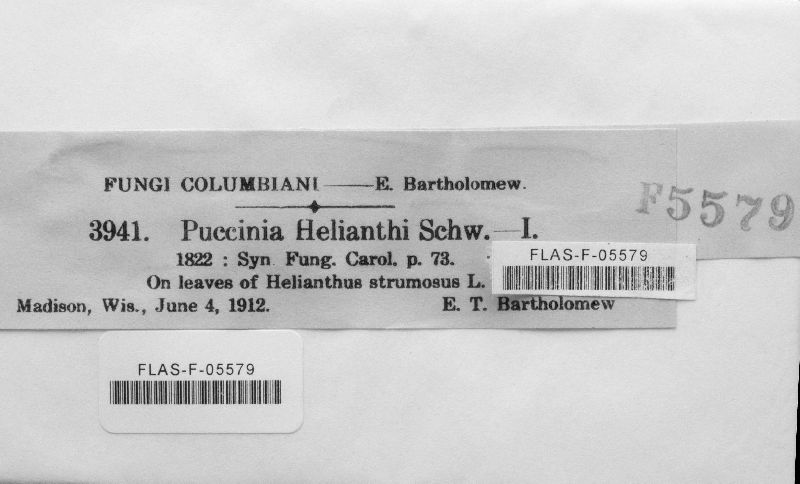 FUNGI COLUMBIANI — E. Bartholomew.
F5579
3941. Puccinia Helianthi Schw.—I.
1822 : Syn. Fung. Carol. p. 73.
FLAS-F-05579
On leaves of Helianthus strumosus L.
Madison, Wis., June 4, 1912. E. T. Bartholomew
FLAS-F-05579